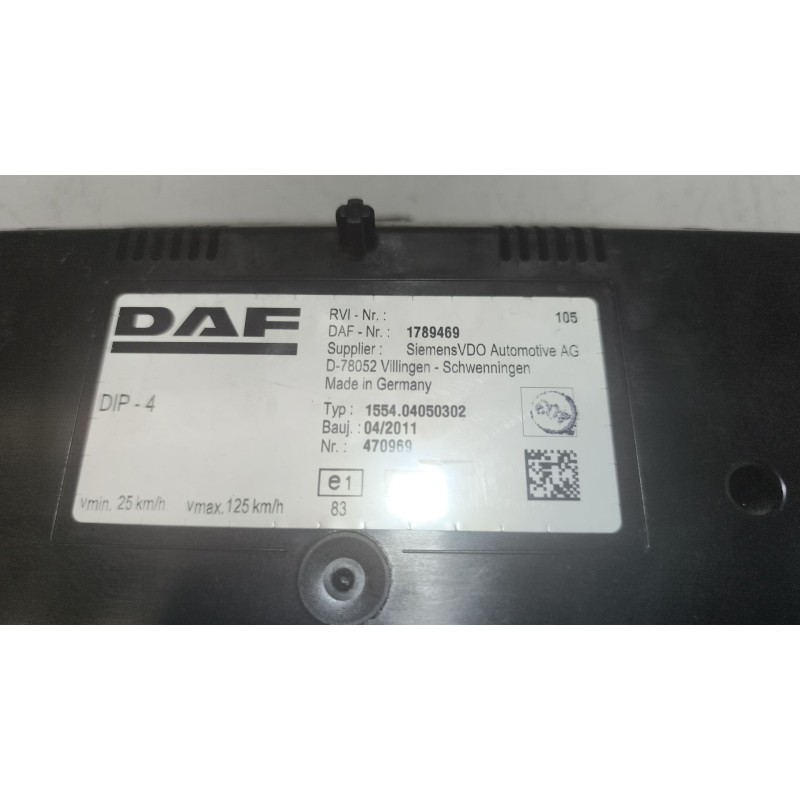 DAF
RVI - Nr. :
105
DAF - Nr. : 1789469
Supplier : SiemensVDO Automotive AG
D-78052 Villingen - Schwenningen
Made in Germany
DIP - 4
Typ : 1554.04050302
Bauj. : 04/2011
Nr. : 470969
e1
83
vmin. 25 km/h vmax. 125 km/h